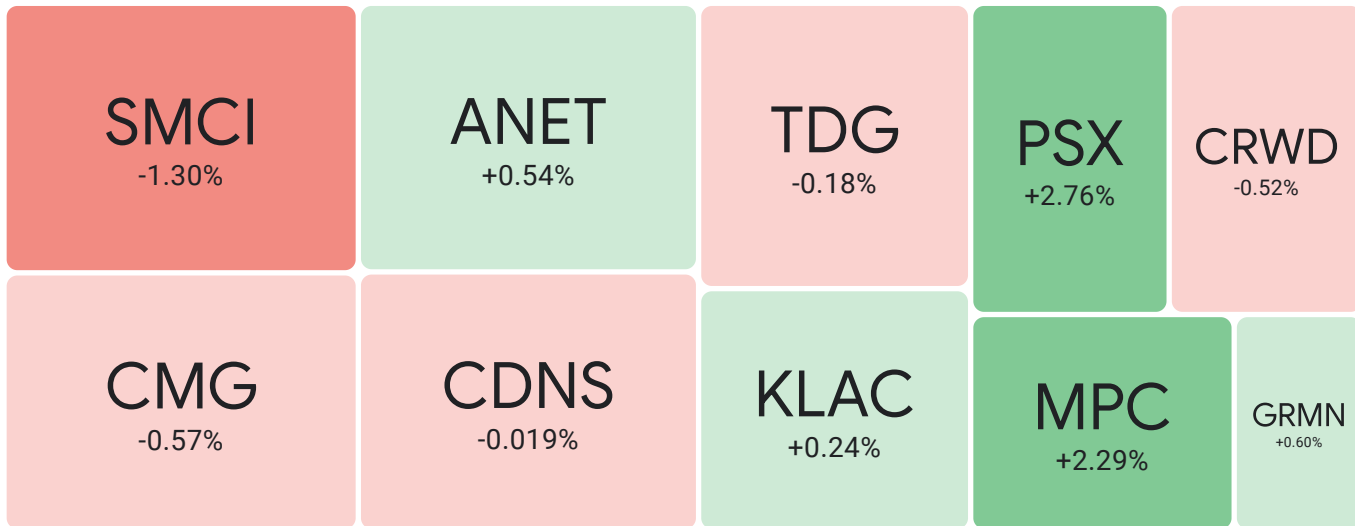 SMCI
-1.30%
ANET
+0.54%
TDG
-0.18%
PSX
+2.76%
CRWD
-0.52%
CMG
-0.57%
CDNS
-0.019%
KLAC
+0.24%
MPC
+2.29%
GRMN
+0.60%